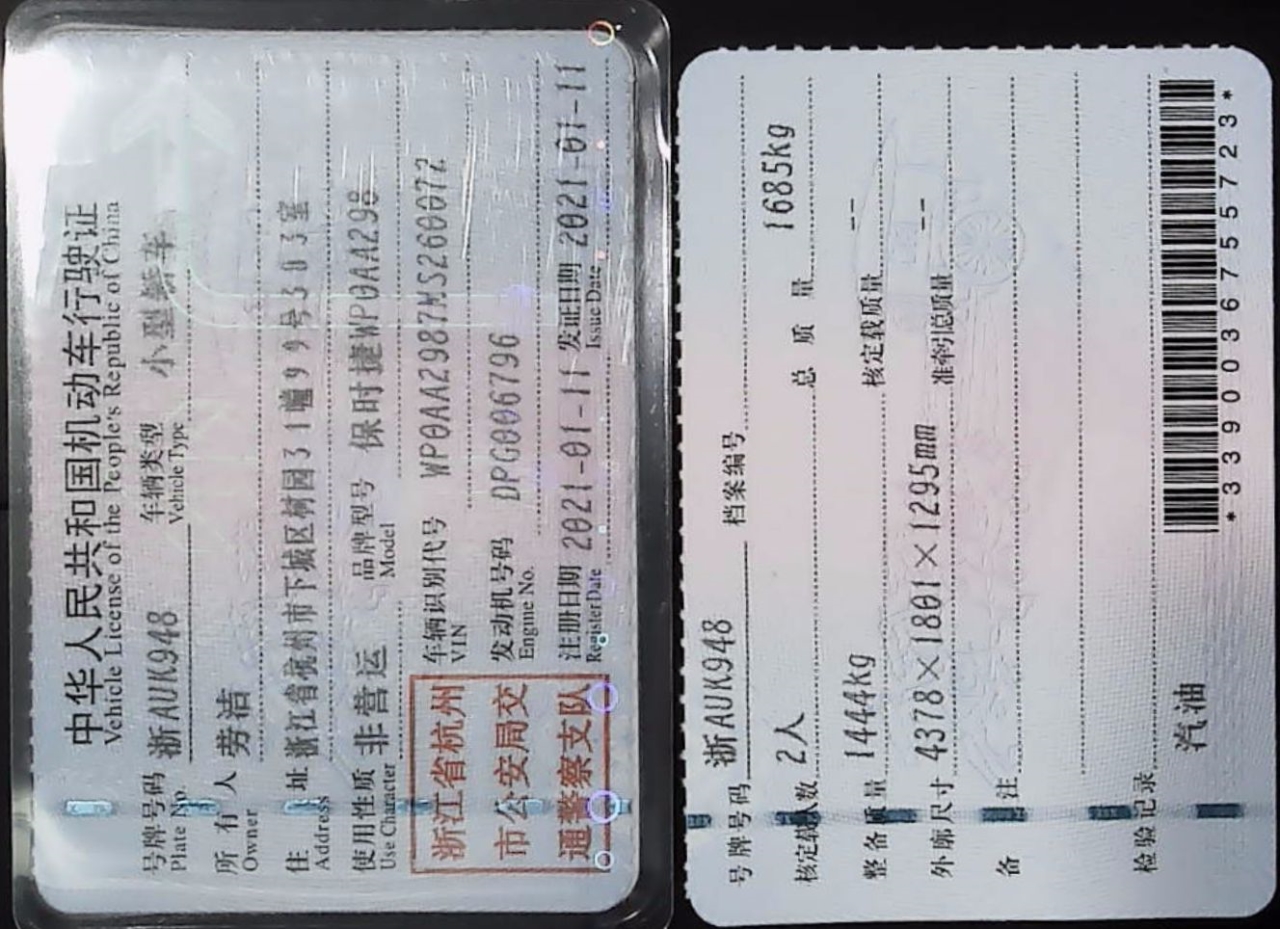 中华人民共和国机动车行驶证
Vehicle License of the People's Republic of China
号牌号码 浙AUK948 车辆类型 小型轿车
Plate No. Vehicle Type
所有人 劳洁
Owner
住址 浙江省杭州市下城区树园31幢99号303室
Address
使用性质 非营运 品牌型号 保时捷WP0AA298
Use Character Model
浙江省杭州市公安局交通警察支队
车辆识别代号 WP0AA2987MS260072
VIN
发动机号码 DPG006796
Engine No.
注册日期 2021-01-11 发证日期 2021-01-11
Register Date Issue Date
号牌号码 浙AUK948 档案编号
核定载人数 2人 总质量 1685kg
整备质量 1444kg 核定载质量 --
外廓尺寸 4378×1801×1295mm 准牵引总质量 --
备注
检验记录
汽油
*3390036755723*